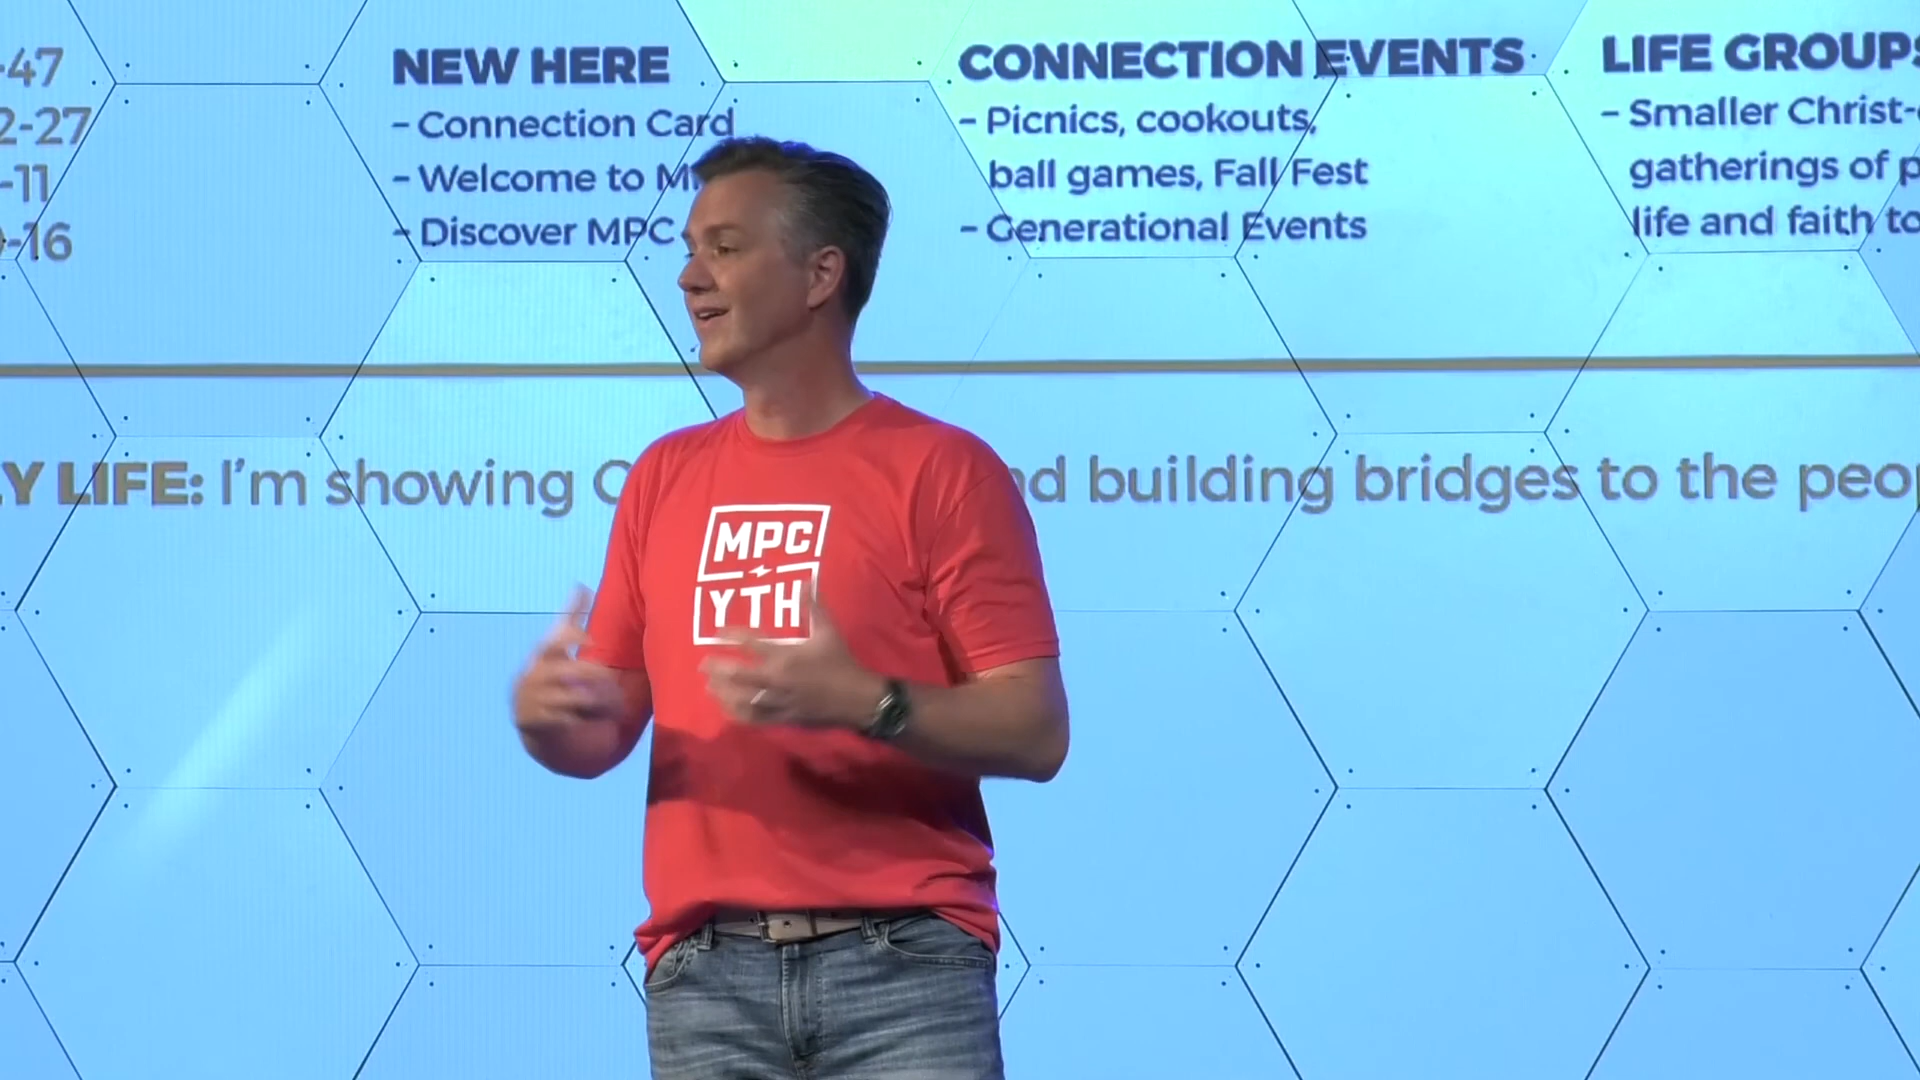 -47
2-27
-11
-16
NEW HERE
- Connection Card
- Welcome to
- Discover MPC
CONNECTION EVENTS
- Picnics, cookouts,
ball games, Fall Fest
- Generational Events
LIFE GROUPS
- Smaller Christ-
gatherings of
life and faith to
LIFE: I'm showing
building bridges to the
MPC
YTH